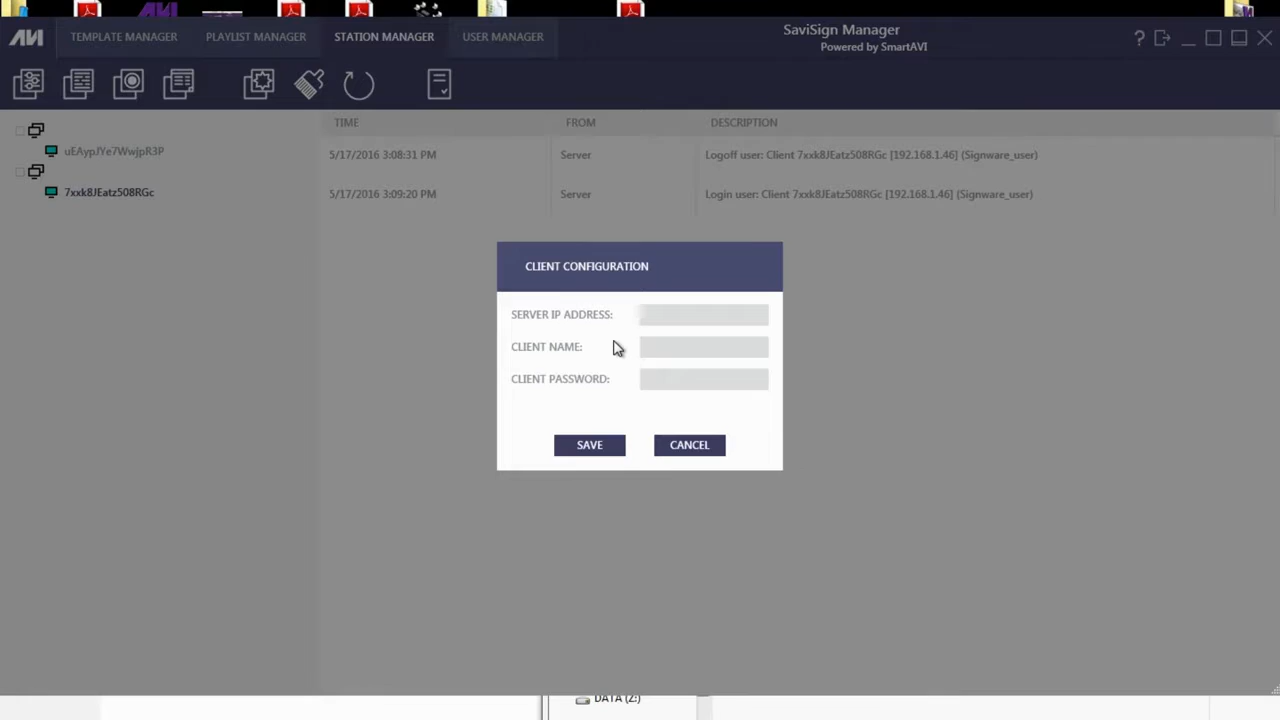 SaviSign Manager
Powered by SmartAVI
AVI
TEMPLATE MANAGER
PLAYLIST MANAGER
STATION MANAGER
USER MANAGER
?
TIME
FROM
DESCRIPTION
uEAypJYe7WwjpR3P
7xxk8JEatz508RGc
5/17/2016 3:08:31 PM
Server
Logoff user: Client 7xxk8JEatz508RGc [192.168.1.46] (Signware_user)
5/17/2016 3:09:20 PM
Server
Login user: Client 7xxk8JEatz508RGc [192.168.1.46] (Signware_user)
CLIENT CONFIGURATION
SERVER IP ADDRESS:
CLIENT NAME:
CLIENT PASSWORD:
SAVE
CANCEL
DATA (Z:)